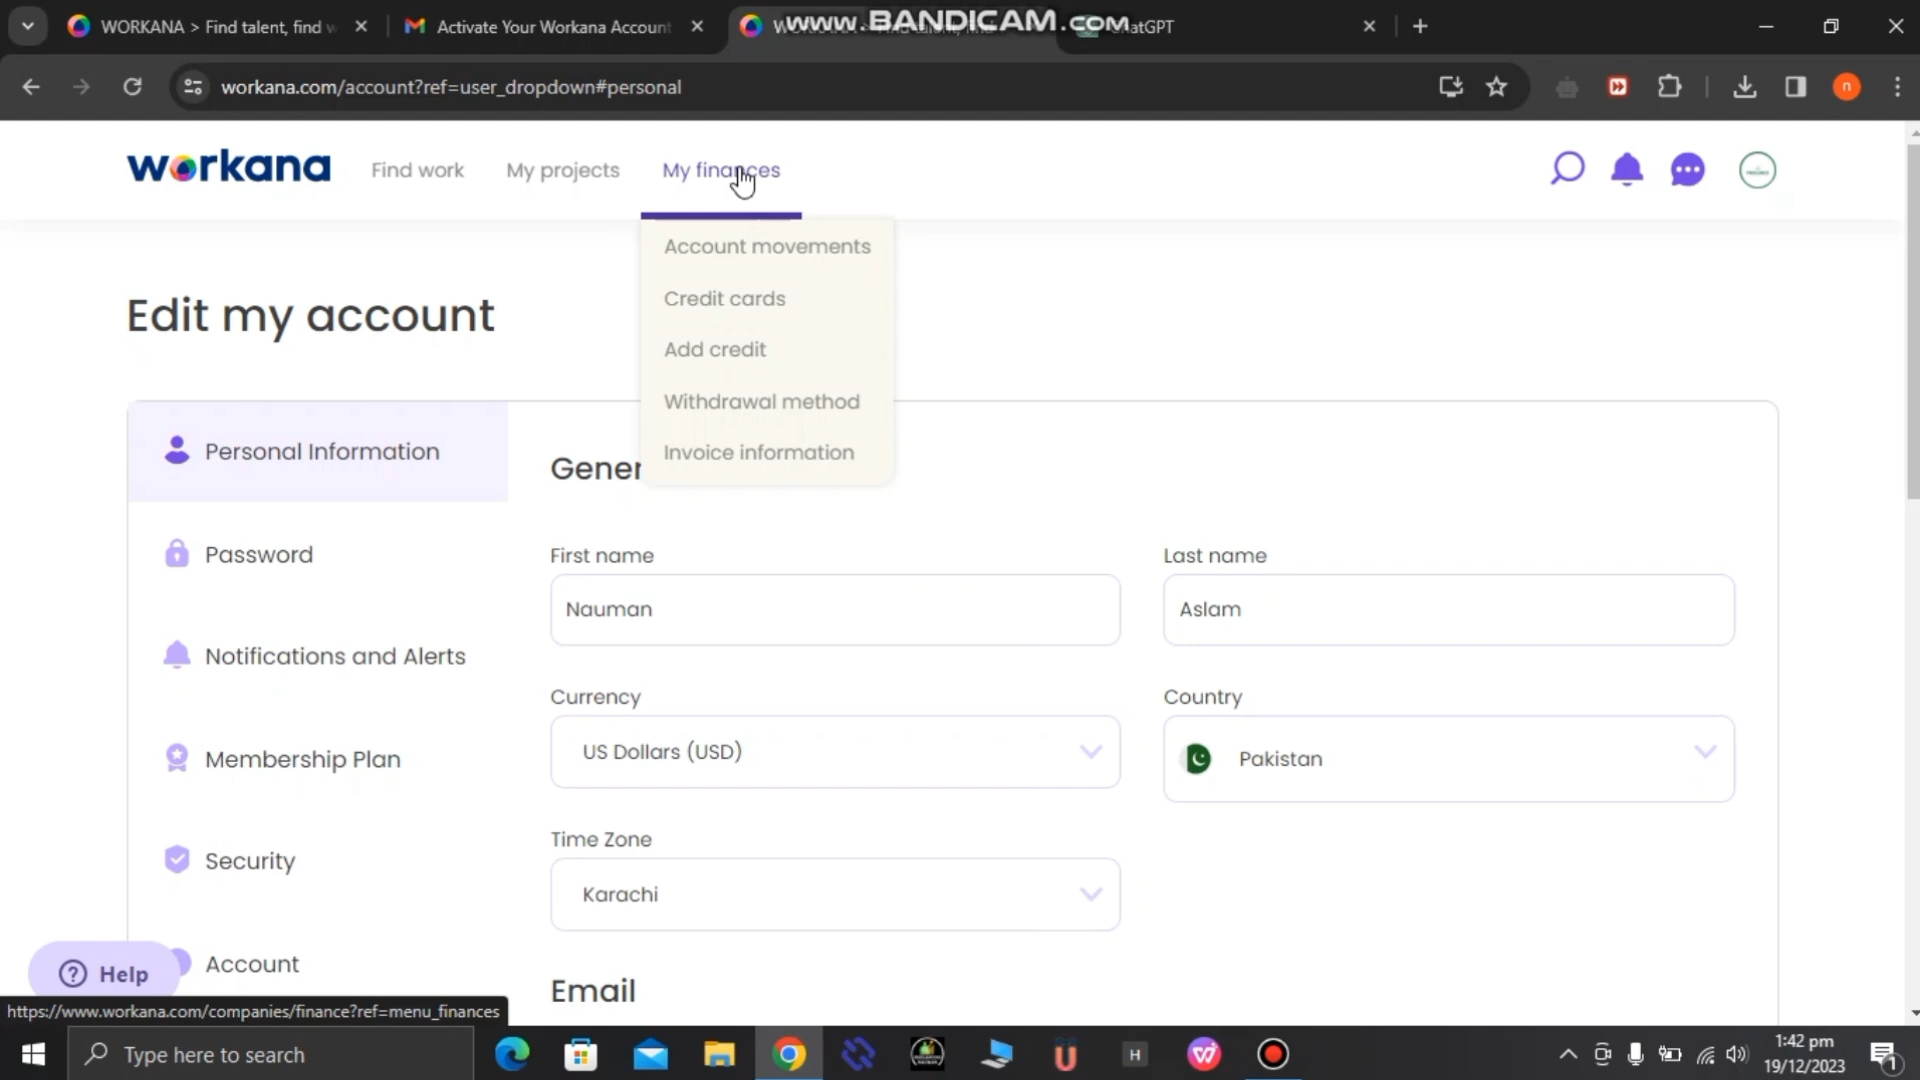 WORKANA > Find talent, find w
Activate Your Workana Account
www.BANDICAM.com
ChatGPT
workana.com/account?ref=user_dropdown#personal
n
workana
Find work
My projects
My finances
Account movements
Credit cards
Add credit
Withdrawal method
Invoice information
Edit my account
Personal Information
Password
Notifications and Alerts
Membership Plan
Security
Account
Help
Gener
First name
Nauman
Last name
Aslam
Currency
US Dollars (USD)
Country
Pakistan
Time Zone
Karachi
Email
https://www.workana.com/companies/finance?ref=menu_finances
Type here to search
H
1:42 pm
19/12/2023
1